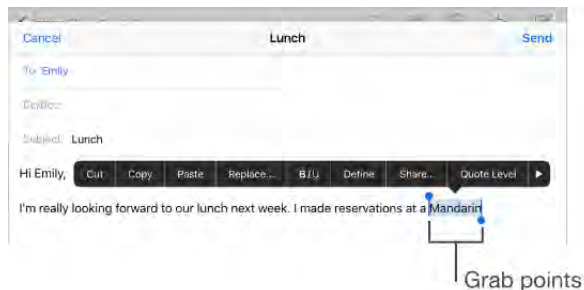 Cancel Lunch Send
To: Emily
Cc/Bcc:
Subject: Lunch
Hi Emily,
Cut Copy Paste Replace... B I U Define Share... Quote Level
I'm really looking forward to our lunch next week. I made reservations at a Mandarin
Grab points